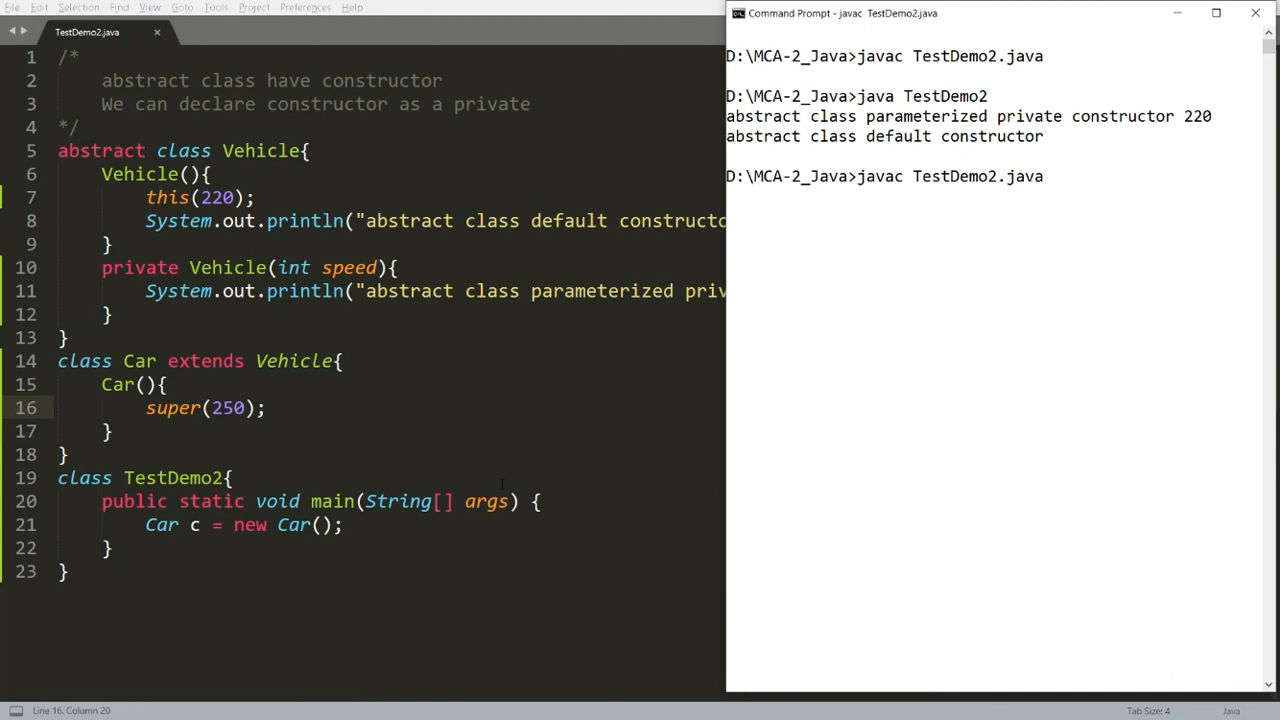 File Edit Selection Find View Goto Tools Project Preferences Help
TestDemo2.java
1 /*
2 abstract class have constructor
3 We can declare constructor as a private
4 */
5 abstract class Vehicle{
6 Vehicle(){
7 this(220);
8 System.out.println("abstract class default constructo
9 }
10 private Vehicle(int speed){
11 System.out.println("abstract class parameterized priv
12 }
13 }
14 class Car extends Vehicle{
15 Car(){
16 super(250);
17 }
18 }
19 class TestDemo2{
20 public static void main(String[] args) {
21 Car c = new Car();
22 }
23 }
Line 16, Column 20
Tab Size: 4
Java
Command Prompt - javac TestDemo2.java
D:\MCA-2_Java>javac TestDemo2.java
D:\MCA-2_Java>java TestDemo2
abstract class parameterized private constructor 220
abstract class default constructor
D:\MCA-2_Java>javac TestDemo2.java